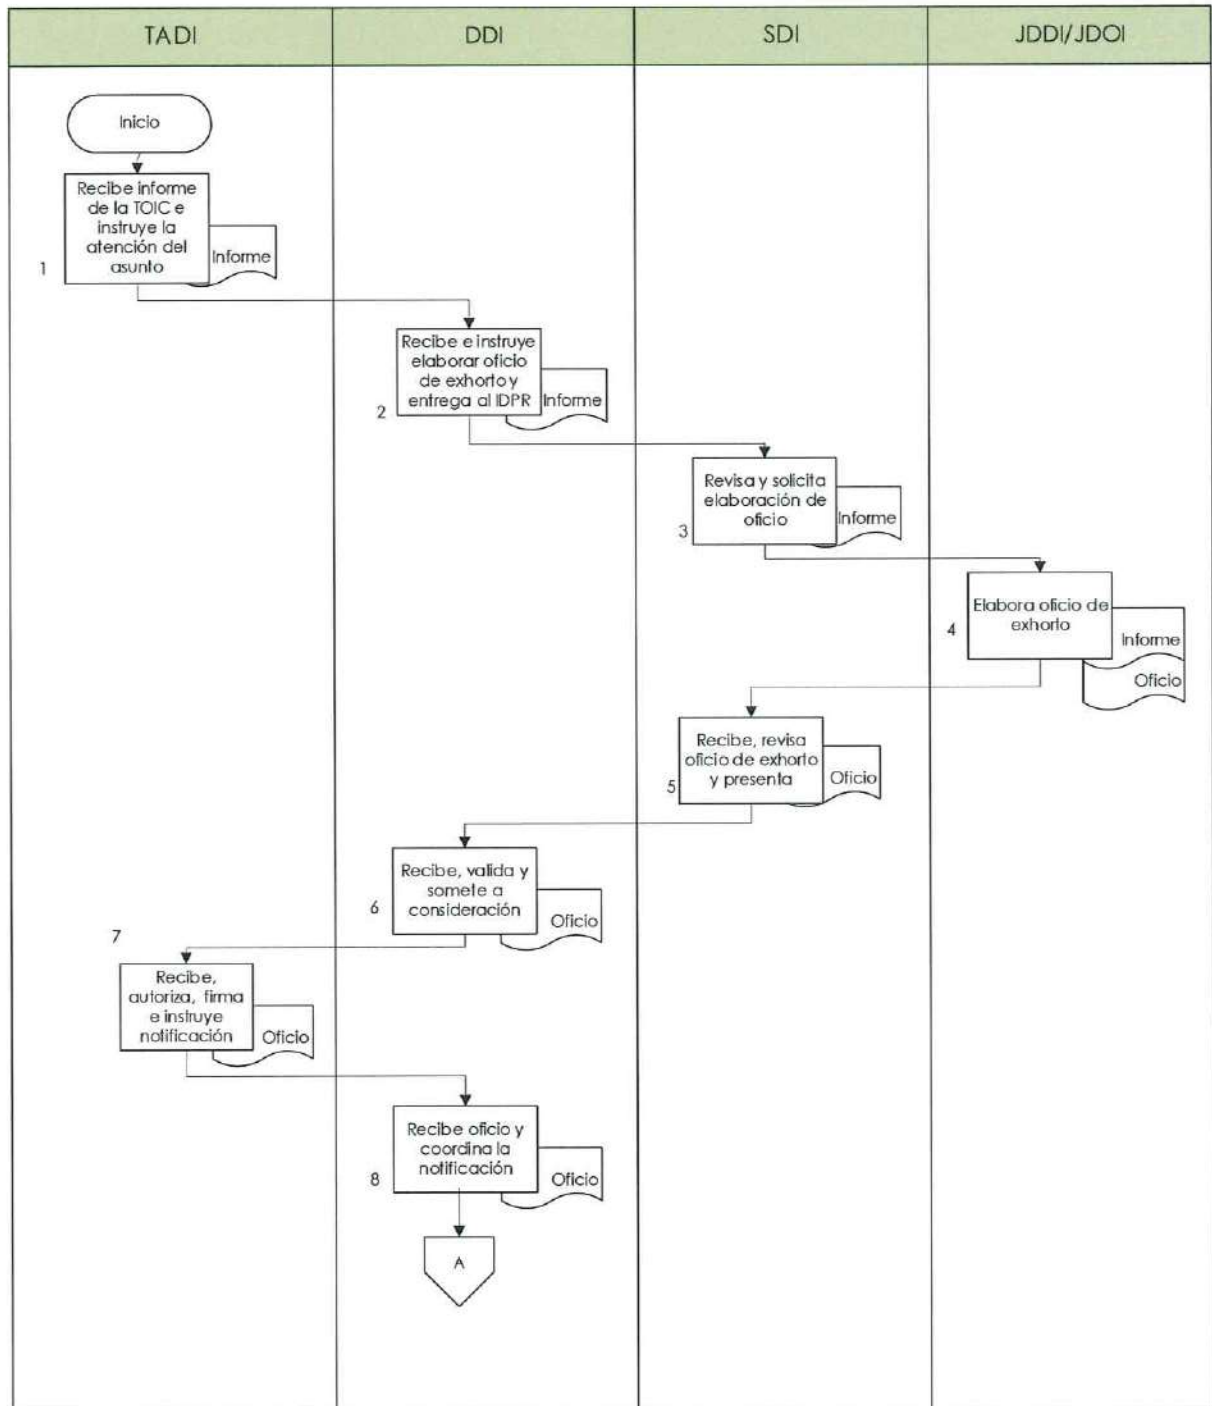 TADI
DDI
SDI
JDDI/JDOI
Inicio
Recibe informe
de la TOIC e
instruye la
atención del
asunto
Informe
1
Recibe e instruye
elaborar oficio
de exhorto y
entrega al IDPR
Informe
2
Revisa y solicita
elaboración de
oficio
Informe
3
Elabora oficio de
exhorto
4
Informe
Oficio
Recibe, revisa
oficio de exhorto
y presenta
Oficio
5
Recibe, valida y
somete a
consideración
6
Oficio
7
Recibe,
autoriza, firma
e instruye
notificación
Oficio
Recibe oficio y
coordina la
notificación
8
Oficio
A